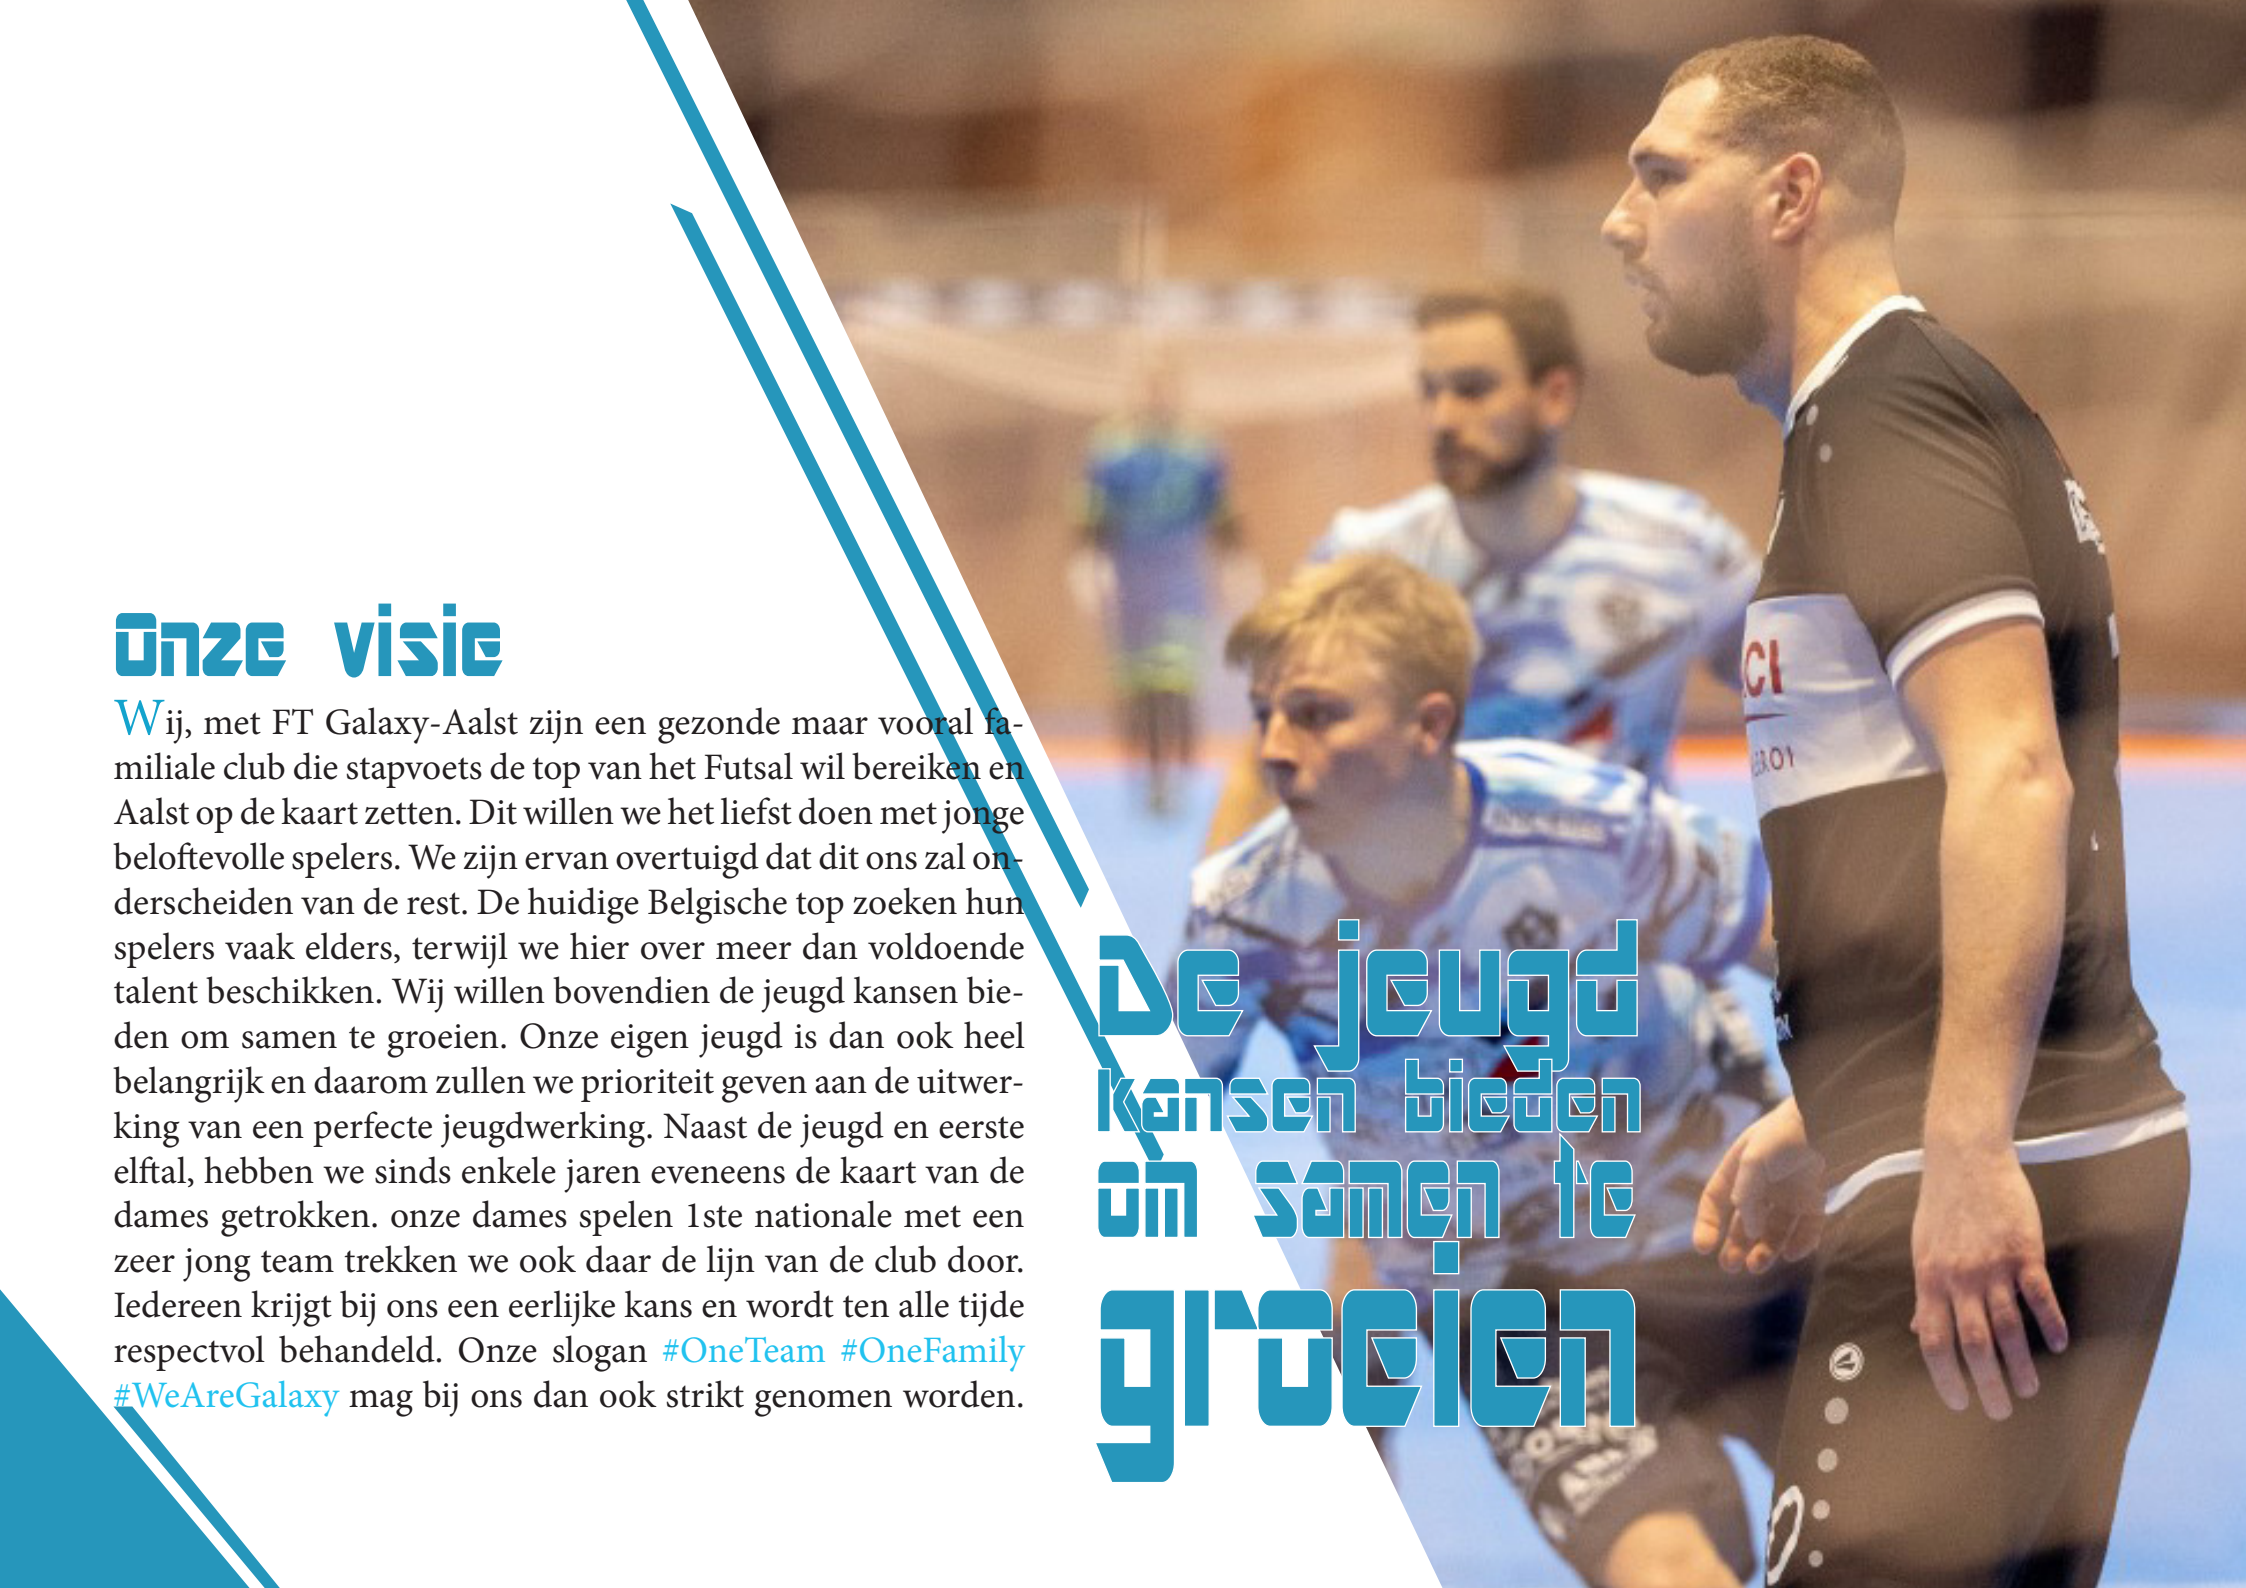 Onze visie
Wij, met FT Galaxy-Aalst zijn een gezonde maar vooral fa-
miliale club die stapvoets de top van het Futsal wil bereiken en
Aalst op de kaart zetten. Dit willen we het liefst doen met jonge
beloftevolle spelers. We zijn ervan overtuigd dat dit ons zal on-
derscheiden van de rest. De huidige Belgische top zoeken hun
spelers vaak elders, terwijl we hier over meer dan voldoende
talent beschikken. Wij willen bovendien de jeugd kansen bie-
den om samen te groeien. Onze eigen jeugd is dan ook heel
belangrijk en daarom zullen we prioriteit geven aan de uitwer-
king van een perfecte jeugdwerking. Naast de jeugd en eerste
elftal, hebben we sinds enkele jaren eveneens de kaart van de
dames getrokken. onze dames spelen 1ste nationale met een
zeer jong team trekken we ook daar de lijn van de club door.
Iedereen krijgt bij ons een eerlijke kans en wordt ten alle tijde
respectvol behandeld. Onze slogan #OneTeam #OneFamily
#WeAreGalaxy mag bij ons dan ook strikt genomen worden.
De jeugd
kansen bieden
om samen te
groeien
CI